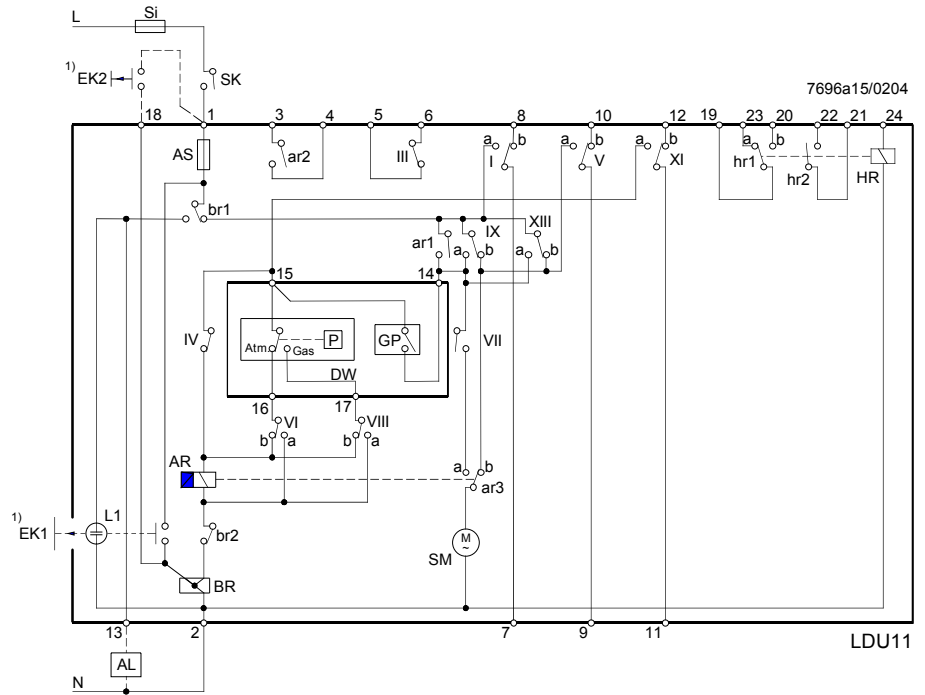 L Si
1) EK2 SK
7696a15/0204
18 1 3 4 5 6 8 10 12 19 23 20 22 21 24
AS ar2 III a b I a b V a b XI a b hr1 hr2 HR
br1
ar1 a b IX XIII a b
15 14
IV Atm. Gas P GP VII
DW
16 17
VI b a VIII b a
AR a b ar3
1) EK1 L1 br2 M ~ SM
BR
13 2 7 9 11
LDU11
AL
N